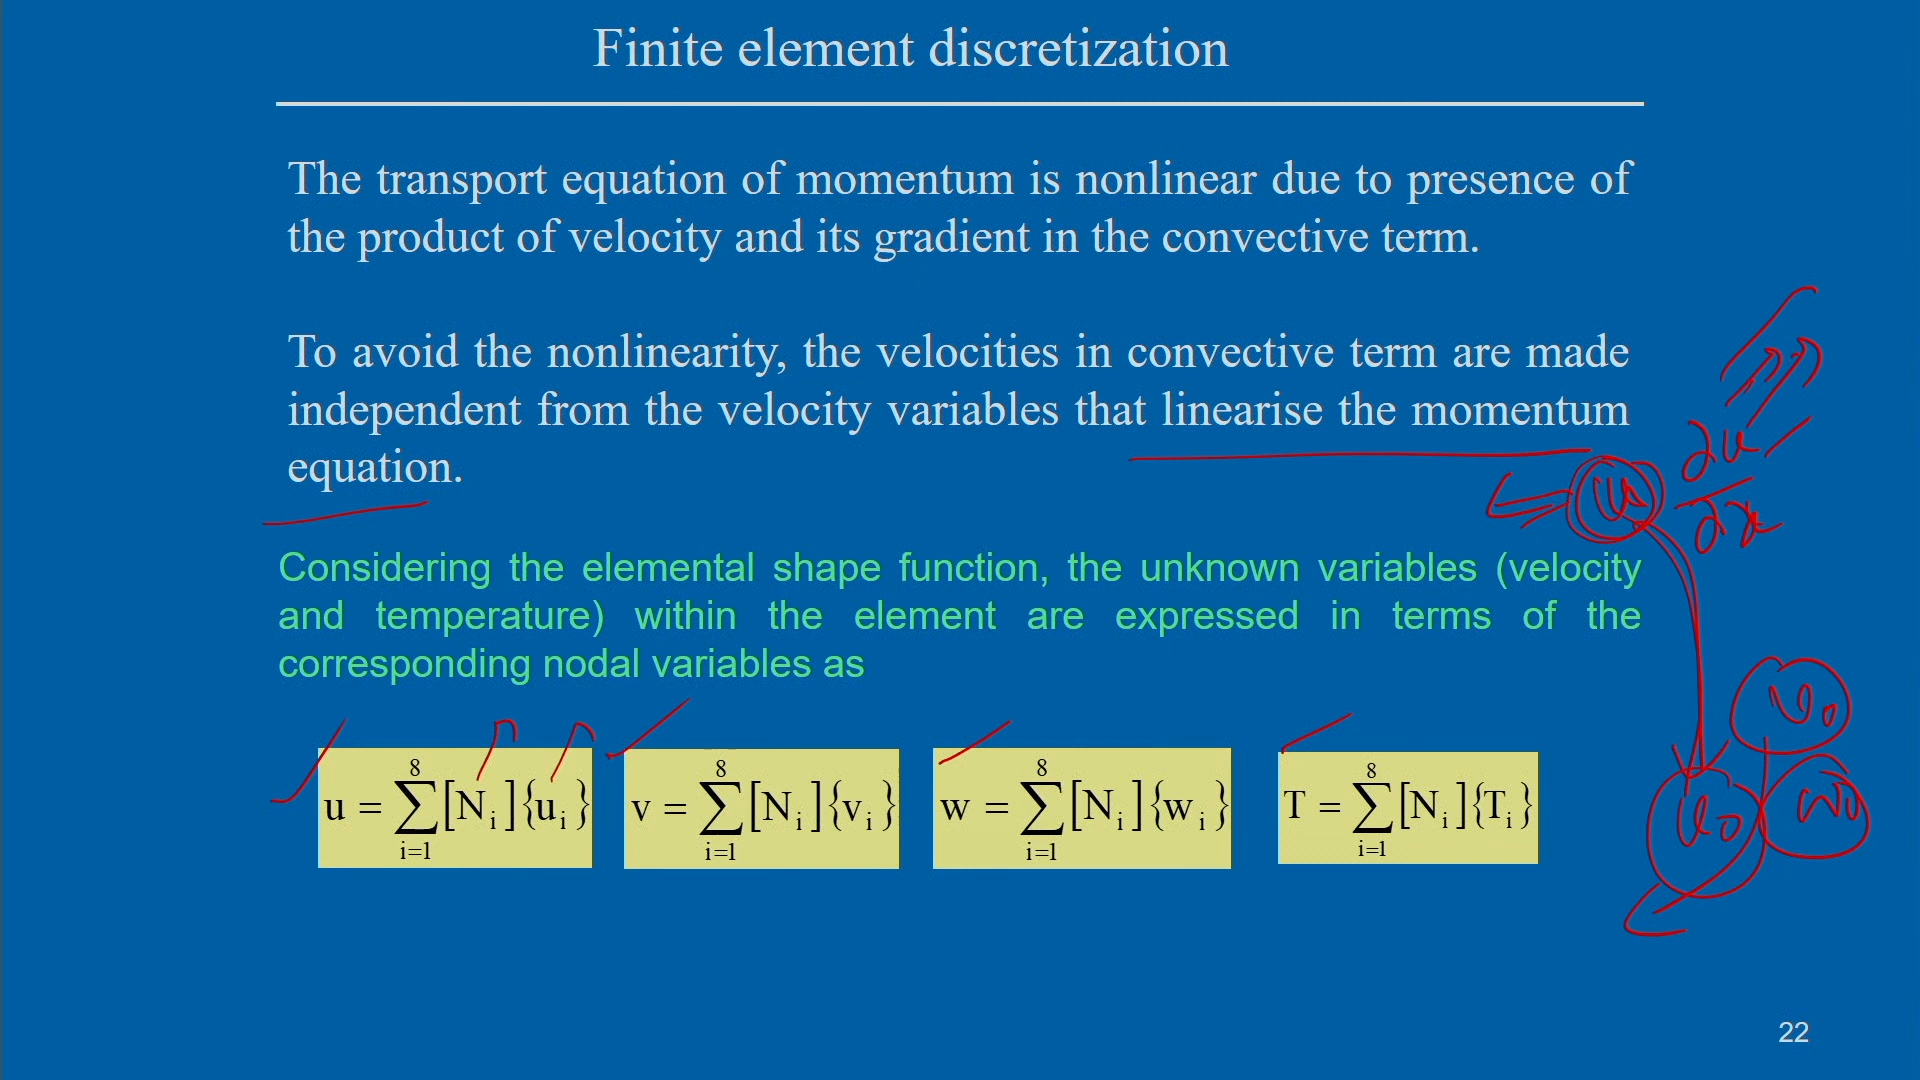 Finite element discretization
The transport equation of momentum is nonlinear due to presence of
the product of velocity and its gradient in the convective term.
To avoid the nonlinearity, the velocities in convective term are made
independent from the velocity variables that linearise the momentum
equation.
u ∂u/∂x
Considering the elemental shape function, the unknown variables (velocity
and temperature) within the element are expressed in terms of the
corresponding nodal variables as
u = ∑_{i=1}^{8} [N_i]{u_i}
v = ∑_{i=1}^{8} [N_i]{v_i}
w = ∑_{i=1}^{8} [N_i]{w_i}
T = ∑_{i=1}^{8} [N_i]{T_i}
v₀
u₀ w₀
22